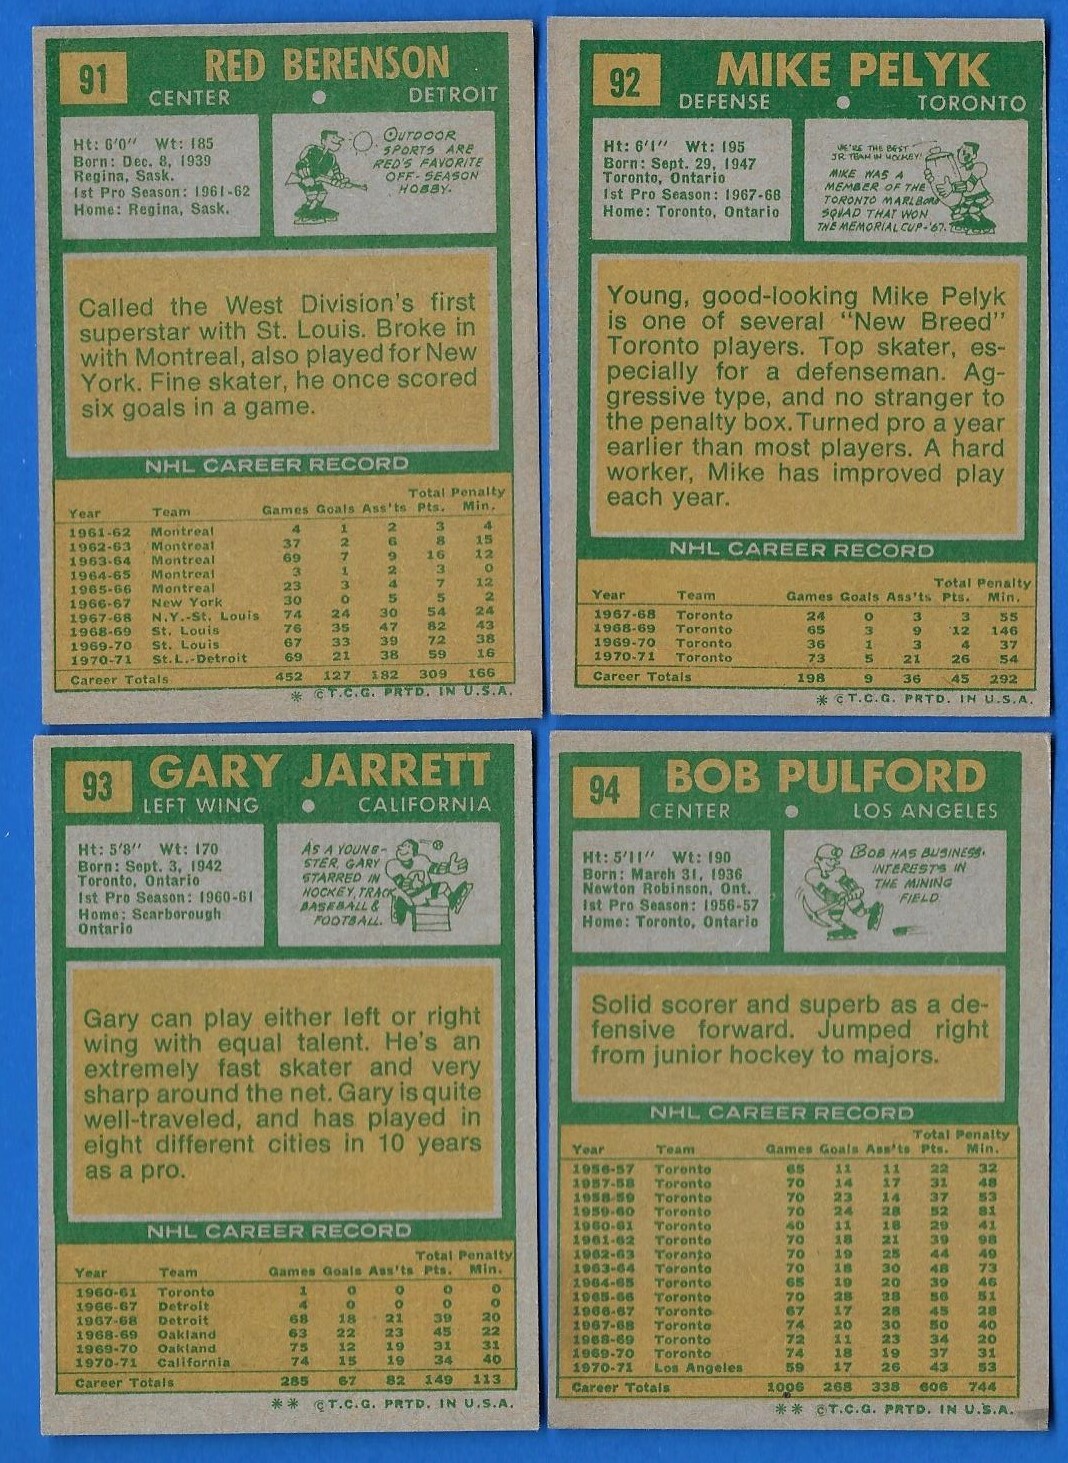 91
RED BERENSON
CENTER ● DETROIT
Ht: 6'0" Wt: 185
Born: Dec. 8, 1939
Regina, Sask.
1st Pro Season: 1961-62
Home: Regina, Sask.
OUTDOOR
SPORTS ARE
RED'S FAVORITE
OFF-SEASON
HOBBY.
Called the West Division's first
superstar with St. Louis. Broke in
with Montreal, also played for New
York. Fine skater, he once scored
six goals in a game.
NHL CAREER RECORD
Total Penalty
Year Team Games Goals Ass'ts Pts. Min.
1961-62 Montreal 4 1 2 3 4
1962-63 Montreal 37 2 6 8 15
1963-64 Montreal 69 7 9 16 12
1964-65 Montreal 3 1 2 3 0
1965-66 Montreal 23 3 4 7 12
1966-67 New York 30 0 5 5 2
1967-68 N.Y.-St. Louis 74 24 30 54 24
1968-69 St. Louis 76 35 47 82 43
1969-70 St. Louis 67 33 39 72 38
1970-71 St.L.-Detroit 69 21 38 59 16
Career Totals 452 127 182 309 166
* ©T.C.G. PRTD. IN U.S.A.
92
MIKE PELYK
DEFENSE ● TORONTO
Ht: 6'1" Wt: 195
Born: Sept. 29, 1947
Toronto, Ontario
1st Pro Season: 1967-68
Home: Toronto, Ontario
WE'RE THE BEST
JR. TEAM IN HOCKEY!
MIKE WAS A
MEMBER OF THE
TORONTO MARLBORO
SQUAD THAT WON
THE MEMORIAL CUP-'67.
Young, good-looking Mike Pelyk
is one of several "New Breed"
Toronto players. Top skater, es-
pecially for a defenseman. Ag-
gressive type, and no stranger to
the penalty box. Turned pro a year
earlier than most players. A hard
worker, Mike has improved play
each year.
NHL CAREER RECORD
Total Penalty
Year Team Games Goals Ass'ts Pts. Min.
1967-68 Toronto 24 0 3 3 55
1968-69 Toronto 65 3 9 12 146
1969-70 Toronto 36 1 3 4 37
1970-71 Toronto 73 5 21 26 54
Career Totals 198 9 36 45 292
* ©T.C.G. PRTD. IN U.S.A.
93
GARY JARRETT
LEFT WING ● CALIFORNIA
Ht: 5'8" Wt: 170
Born: Sept. 3, 1942
Toronto, Ontario
1st Pro Season: 1960-61
Home: Scarborough
Ontario
AS A YOUNG-
STER, GARY
STARRED IN
HOCKEY, TRACK
BASEBALL &
FOOTBALL.
Gary can play either left or right
wing with equal talent. He's an
extremely fast skater and very
sharp around the net. Gary is quite
well-traveled, and has played in
eight different cities in 10 years
as a pro.
NHL CAREER RECORD
Total Penalty
Year Team Games Goals Ass'ts Pts. Min.
1960-61 Toronto 1 0 0 0 0
1966-67 Detroit 4 0 0 0 0
1967-68 Detroit 68 18 21 39 20
1968-69 Oakland 63 22 23 45 22
1969-70 Oakland 75 12 19 31 31
1970-71 California 74 15 19 34 40
Career Totals 285 67 82 149 113
** ©T.C.G. PRTD. IN U.S.A.
94
BOB PULFORD
CENTER ● LOS ANGELES
Ht: 5'11" Wt: 190
Born: March 31, 1936
Newton Robinson, Ont.
1st Pro Season: 1956-57
Home: Toronto, Ontario
BOB HAS BUSINESS.
INTERESTS IN
THE MINING
FIELD.
Solid scorer and superb as a de-
fensive forward. Jumped right
from junior hockey to majors.
NHL CAREER RECORD
Total Penalty
Year Team Games Goals Ass'ts Pts. Min.
1956-57 Toronto 65 11 11 22 32
1957-58 Toronto 70 14 17 31 48
1958-59 Toronto 70 23 14 37 53
1959-60 Toronto 70 24 28 52 81
1960-61 Toronto 40 11 18 29 41
1961-62 Toronto 70 18 21 39 98
1962-63 Toronto 70 19 25 44 49
1963-64 Toronto 70 18 30 48 73
1964-65 Toronto 65 19 20 39 46
1965-66 Toronto 70 28 28 56 51
1966-67 Toronto 67 17 28 45 28
1967-68 Toronto 74 20 30 50 40
1968-69 Toronto 72 11 23 34 20
1969-70 Toronto 74 18 19 37 31
1970-71 Los Angeles 59 17 26 43 53
Career Totals 1006 268 338 606 744
** ©T.C.G. PRTD. IN U.S.A.